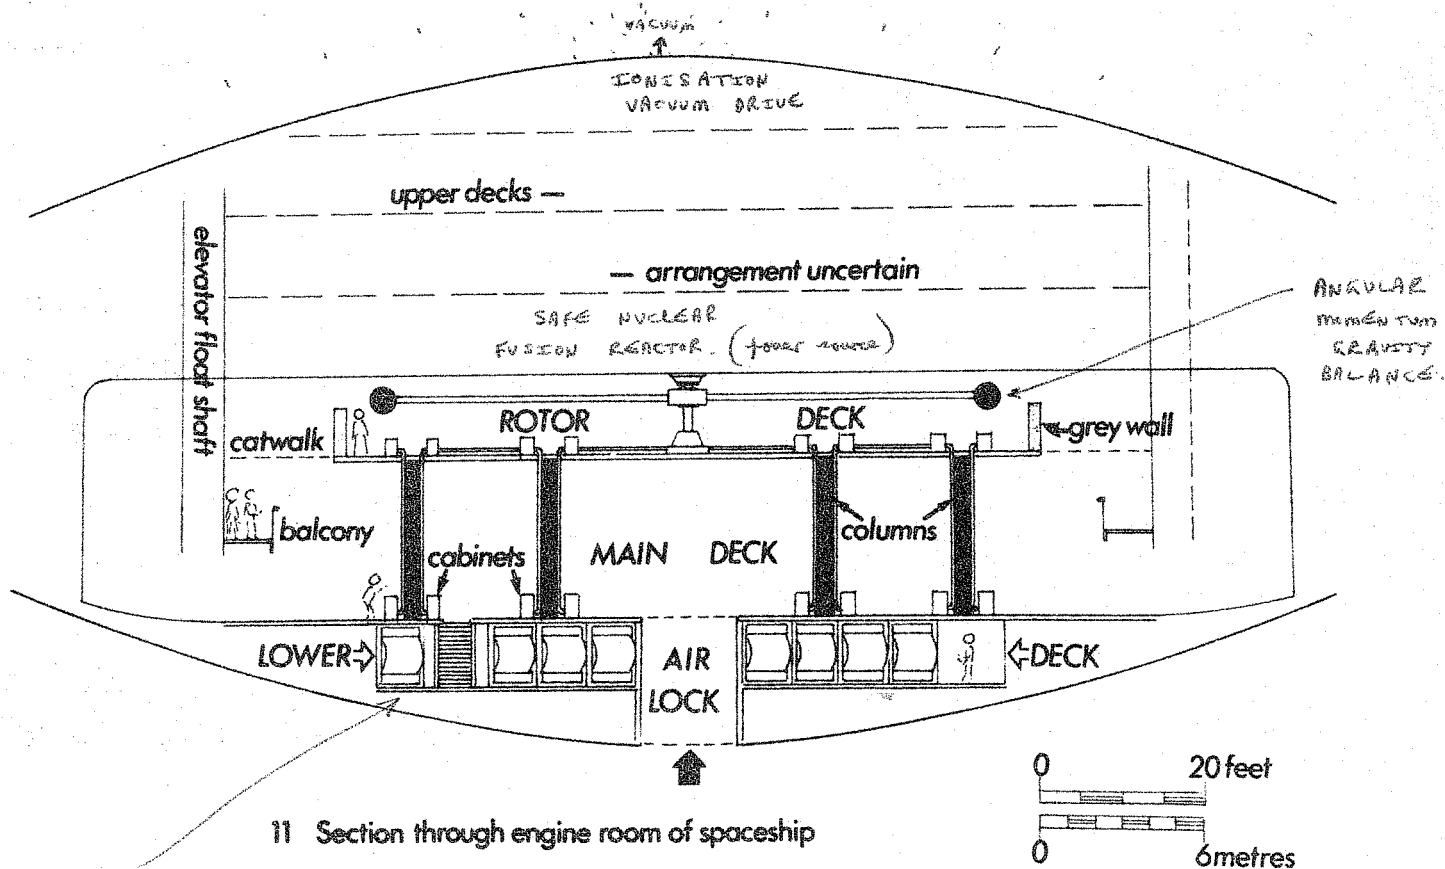 VACUUM
IONISATION
VACUUM DRIVE
upper decks —
— arrangement uncertain
elevator float shaft
SAFE NUCLEAR
FUSION REACTOR. (power source)
ANGULAR
MOMENTUM
GRAVITY
BALANCE.
ROTOR DECK
catwalk
grey wall
balcony
columns
cabinets
MAIN DECK
LOWER
AIR
LOCK
DECK
0 20 feet
0 6 metres
11 Section through engine room of spaceship